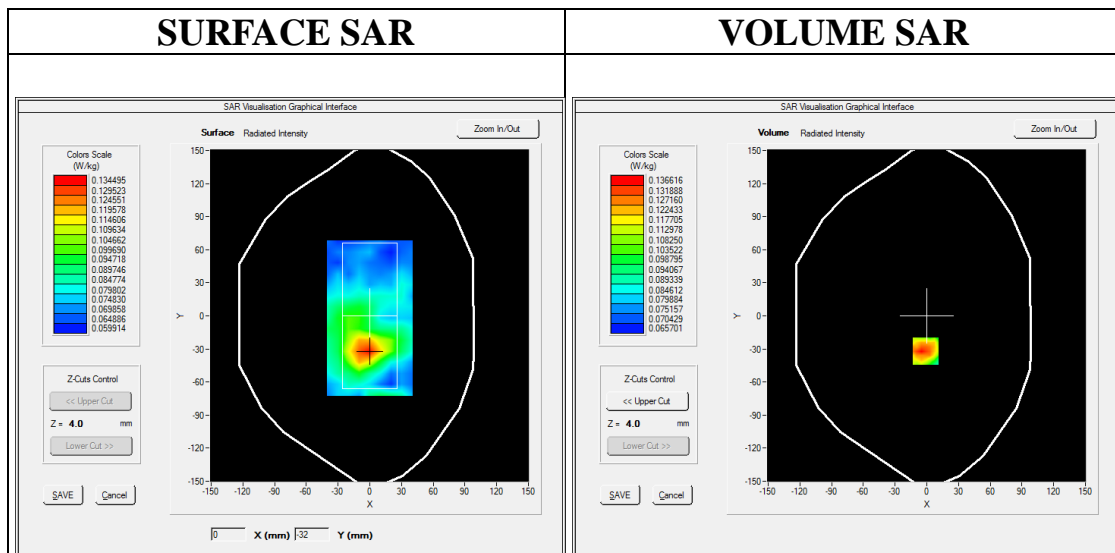 SURFACE SAR
VOLUME SAR
SAR Visualisation Graphical Interface
Surface Radiated Intensity
Zoom In/Out
Colors Scale
(W/kg)
0.134495
0.129523
0.124551
0.119578
0.114606
0.109634
0.104662
0.099690
0.094718
0.089746
0.084774
0.079802
0.074830
0.069858
0.064886
0.059914
Z-Cuts Control
<< Upper Cut
Z = 4.0 mm
Lower Cut >>
SAVE Cancel
150
120
90
60
30
0
-30
-60
-90
-120
-150
Y
-150 -120 -90 -60 -30 0 30 60 90 120 150
X
0 X (mm) -32 Y (mm)
SAR Visualisation Graphical Interface
Volume Radiated Intensity
Zoom In/Out
Colors Scale
(W/kg)
0.136616
0.131888
0.127160
0.122433
0.117705
0.112978
0.108250
0.103522
0.098795
0.094067
0.089339
0.084612
0.079884
0.075157
0.070429
0.065701
Z-Cuts Control
<< Upper Cut
Z = 4.0 mm
Lower Cut >>
SAVE Cancel
150
120
90
60
30
0
-30
-60
-90
-120
-150
Y
-150 -120 -90 -60 -30 0 30 60 90 120 150
X